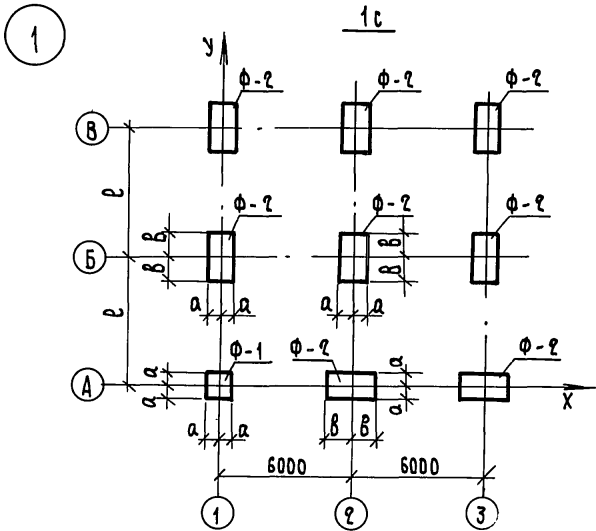 1
1с
У
Ф-2 Ф-2 Ф-2
В
l
Ф-2 Ф-2 Ф-2
в в
Б
в в
l
а а а а
Ф-1 Ф-2 Ф-2
а а
А
а а
Х
а а в в
6000 6000
1 2 3